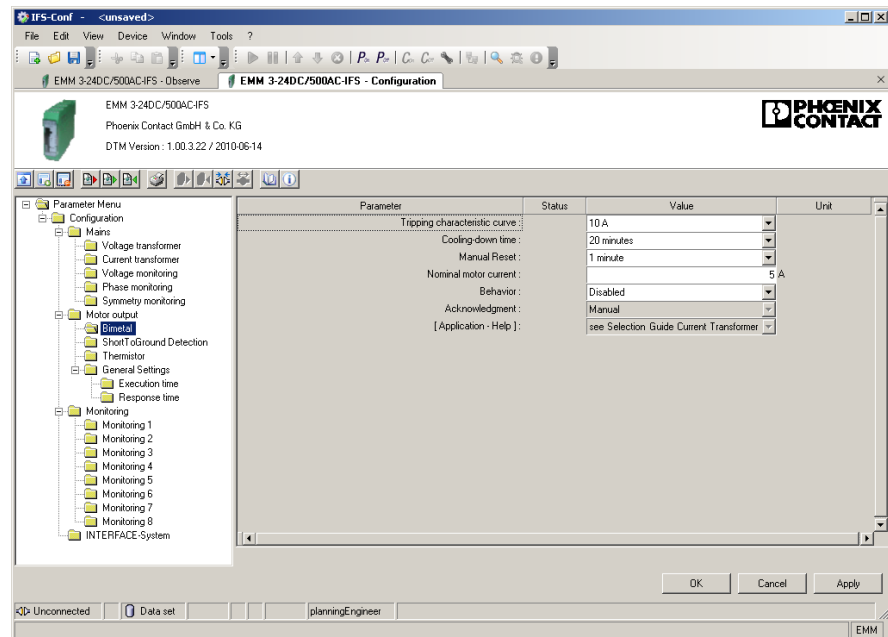 IFS-Conf - <unsaved>
File Edit View Device Window Tools ?
EMM 3-24DC/500AC-IFS - Observe EMM 3-24DC/500AC-IFS - Configuration
EMM 3-24DC/500AC-IFS
Phoenix Contact GmbH & Co. KG
DTM Version : 1.00.3.22 / 2010-06-14
PHŒNIX
CONTACT
Parameter Menu
Configuration
Mains
Voltage transformer
Current transformer
Voltage monitoring
Phase monitoring
Symmetry monitoring
Motor output
Bimetal
ShortToGround Detection
Thermistor
General Settings
Execution time
Response time
Monitoring
Monitoring 1
Monitoring 2
Monitoring 3
Monitoring 4
Monitoring 5
Monitoring 6
Monitoring 7
Monitoring 8
INTERFACE-System
Parameter Status Value Unit
Tripping characteristic curve : 10 A
Cooling-down time : 20 minutes
Manual Reset : 1 minute
Nominal motor current : 5 A
Behavior : Disabled
Acknowledgment : Manual
[ Application - Help ] : see Selection Guide Current Transformer
OK Cancel Apply
Unconnected Data set planningEngineer
EMM